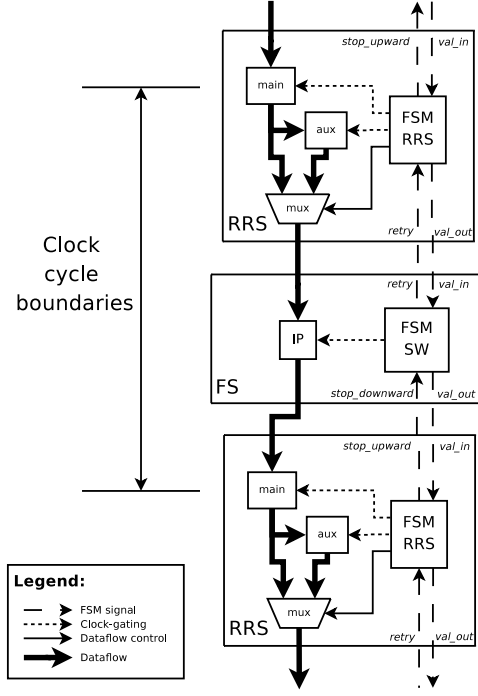 stop_upward
val_in
main
FSM
RRS
aux
mux
RRS
retry
val_out
Clock
cycle
boundaries
retry
val_in
IP
FSM
SW
FS
stop_downward
val_out
stop_upward
val_in
main
FSM
RRS
aux
mux
RRS
retry
val_out
Legend:
FSM signal
Clock-gating
Dataflow control
Dataflow